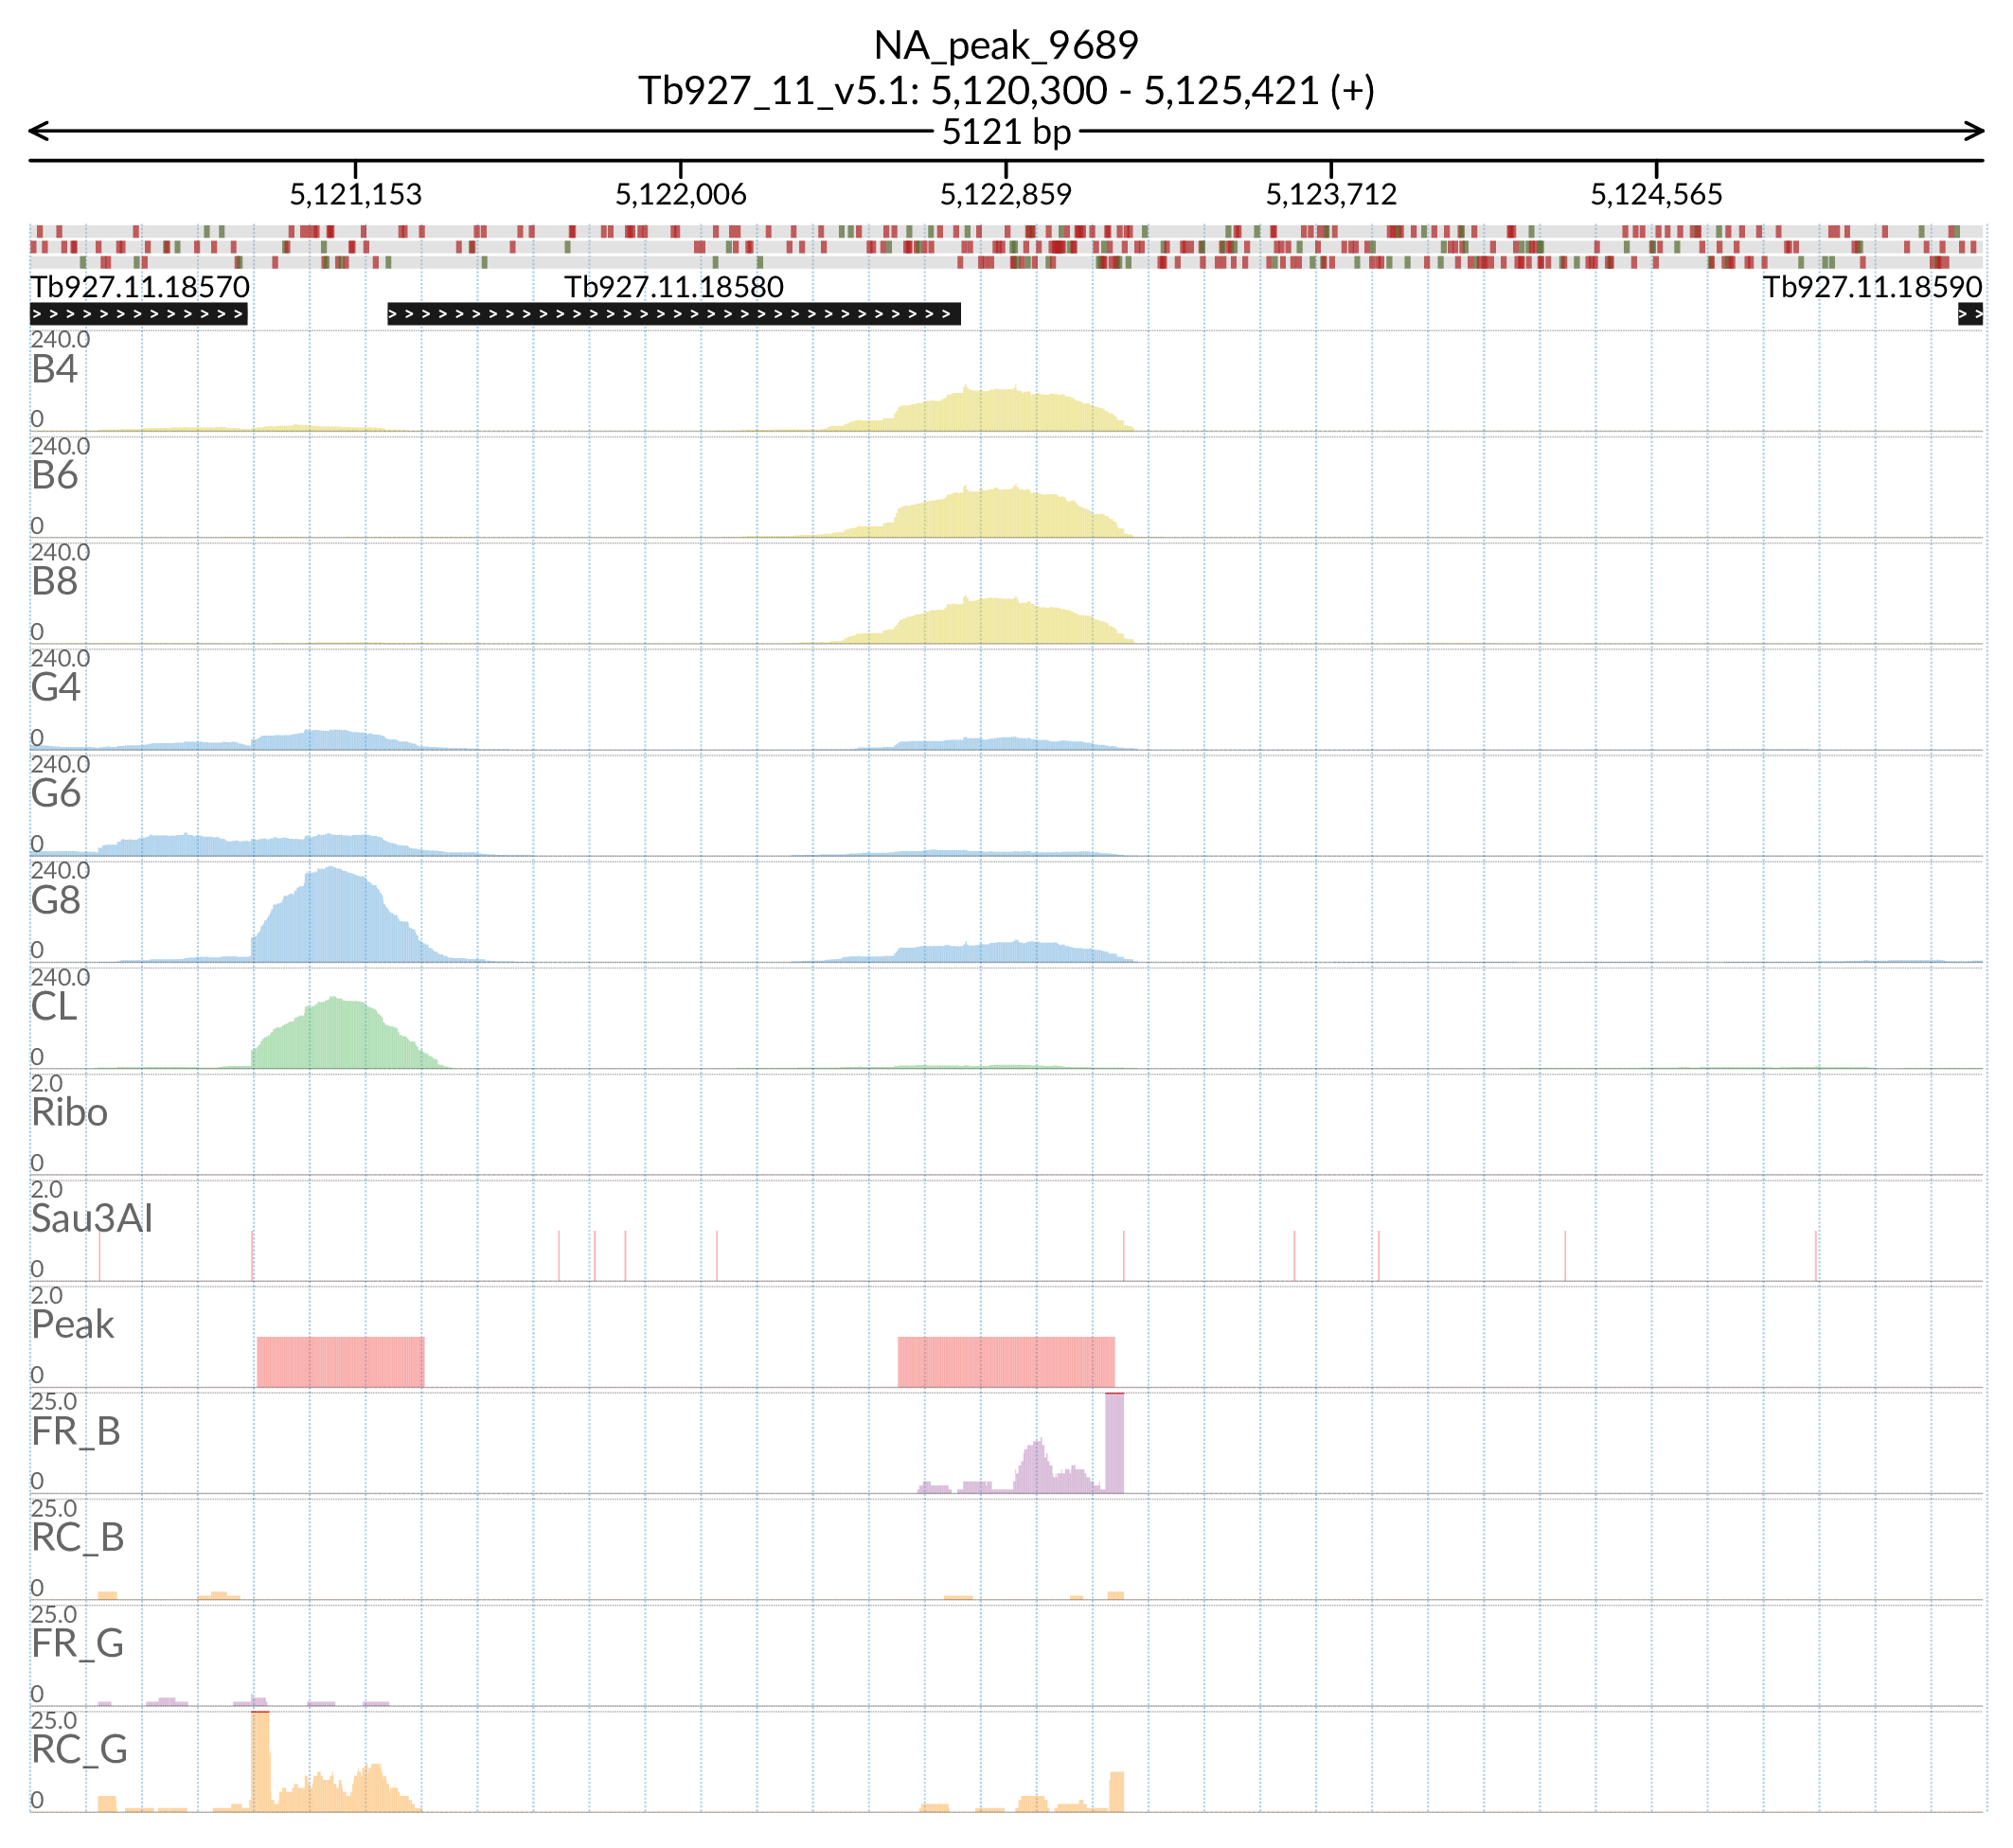 NA_peak_9689
Tb927_11_v5.1: 5,120,300 - 5,125,421 (+)
5121 bp
5,121,153 5,122,006 5,122,859 5,123,712 5,124,565
Tb927.11.18570 Tb927.11.18580 Tb927.11.18590
240.0
B4
0
240.0
B6
0
240.0
B8
0
240.0
G4
0
240.0
G6
0
240.0
G8
0
240.0
CL
0
2.0
Ribo
0
2.0
Sau3AI
0
2.0
Peak
0
25.0
FR_B
0
25.0
RC_B
0
25.0
FR_G
0
25.0
RC_G
0